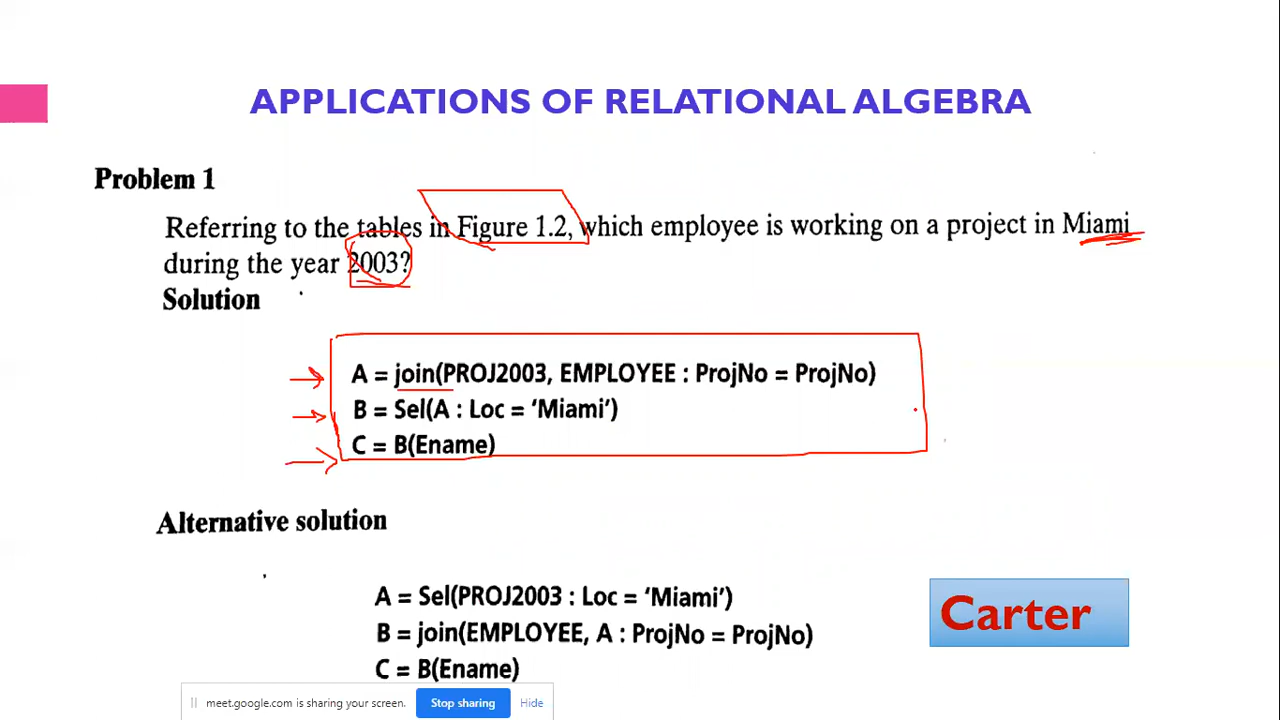 APPLICATIONS OF RELATIONAL ALGEBRA
Problem 1
Referring to the tables in Figure 1.2, which employee is working on a project in Miami
during the year 2003?
Solution
A = join(PROJ2003, EMPLOYEE : ProjNo = ProjNo)
B = Sel(A : Loc = ‘Miami’)
C = B(Ename)
Alternative solution
A = Sel(PROJ2003 : Loc = ‘Miami’)
B = join(EMPLOYEE, A : ProjNo = ProjNo)
C = B(Ename)
Carter
meet.google.com is sharing your screen. Stop sharing Hide